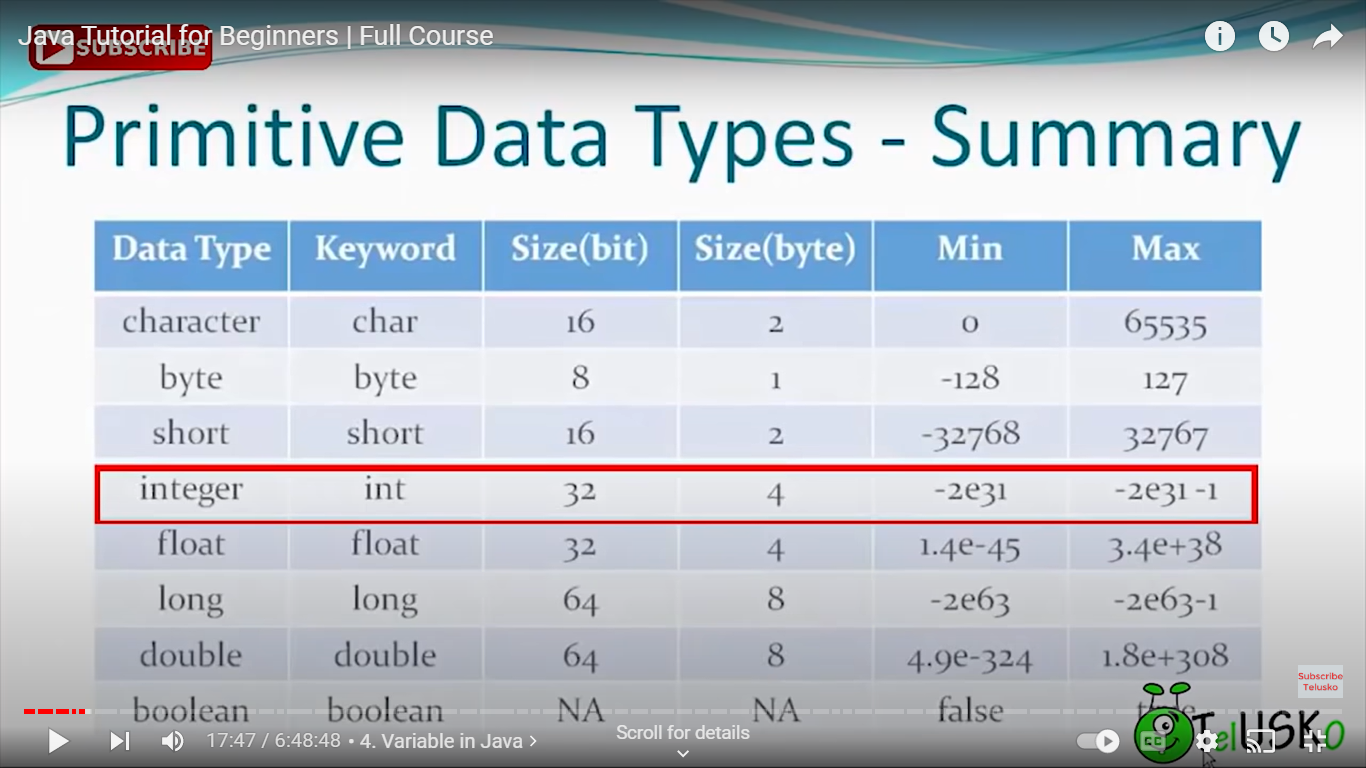 Java Tutorial for Beginners | Full Course
SUBSCRIBE
Primitive Data Types - Summary
Data Type Keyword Size(bit) Size(byte) Min Max
character char 16 2 0 65535
byte byte 8 1 -128 127
short short 16 2 -32768 32767
integer int 32 4 -2e31 -2e31 -1
float float 32 4 1.4e-45 3.4e+38
long long 64 8 -2e63 -2e63-1
double double 64 8 4.9e-324 1.8e+308
boolean boolean NA NA false true
Subscribe
Telusko
17:47 / 6:48:48 • 4. Variable in Java >
Scroll for details
TelUSKO